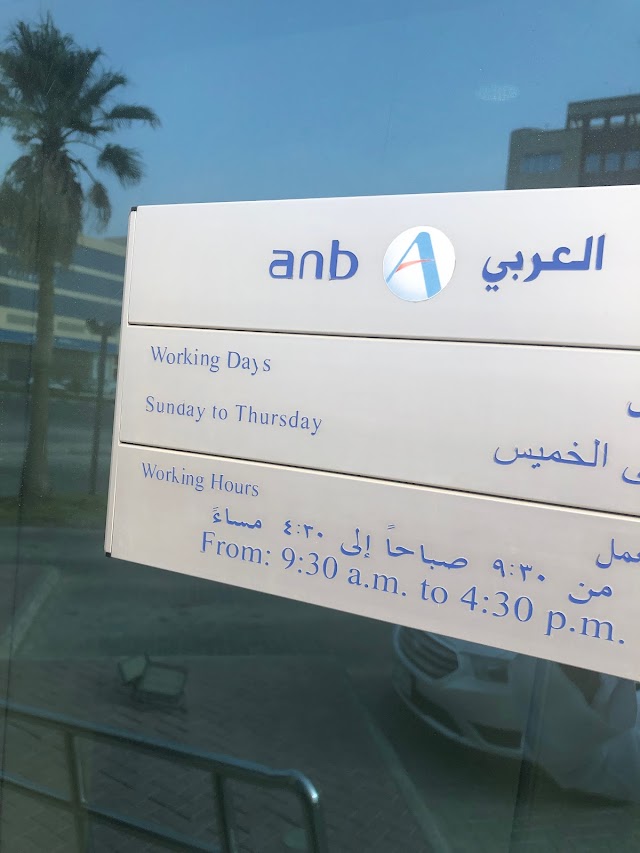 anb العربي
Working Days
Sunday to Thursday
الخميس
Working Hours
من ٩:٣٠ صباحاً إلى ٤:٣٠ مساءً
From: 9:30 a.m. to 4:30 p.m.